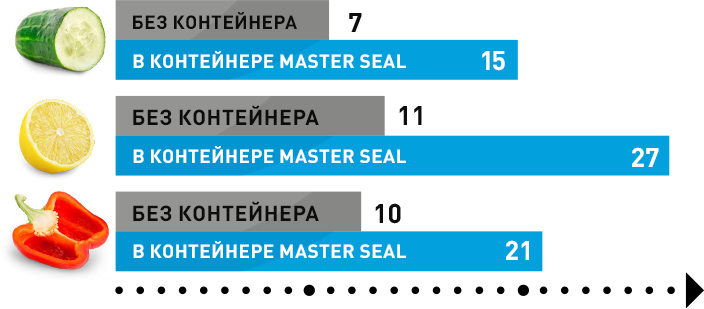 БЕЗ КОНТЕЙНЕРА 7
В КОНТЕЙНЕРЕ MASTER SEAL 15
БЕЗ КОНТЕЙНЕРА 11
В КОНТЕЙНЕРЕ MASTER SEAL 27
БЕЗ КОНТЕЙНЕРА 10
В КОНТЕЙНЕРЕ MASTER SEAL 21